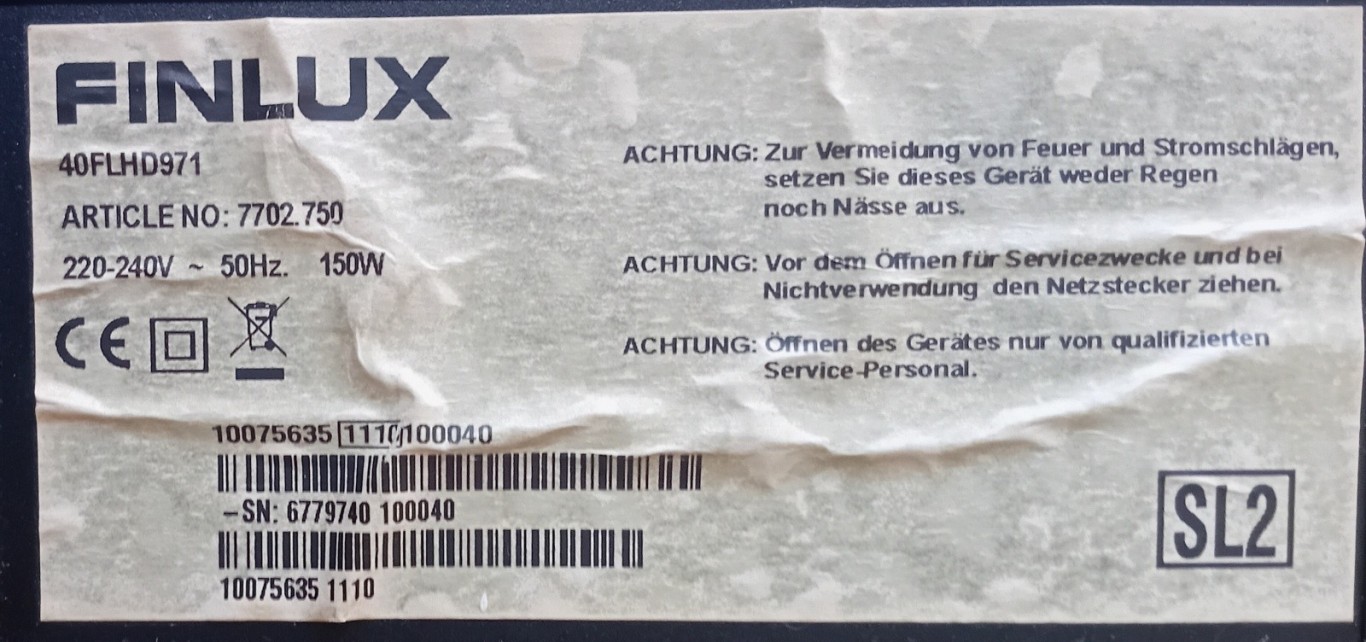 FINLUX
40FLHD971
ARTICLE NO: 7702.750
220-240V ~ 50Hz. 150W
CE
ACHTUNG: Zur Vermeidung von Feuer und Stromschlägen,
setzen Sie dieses Gerät weder Regen
noch Nässe aus.
ACHTUNG: Vor dem Öffnen für Servicezwecke und bei
Nichtverwendung den Netzstecker ziehen.
ACHTUNG: Öffnen des Gerätes nur von qualifizierten
Service-Personal.
10075635 1110 100040
-SN: 6779740 100040
10075635 1110
SL2